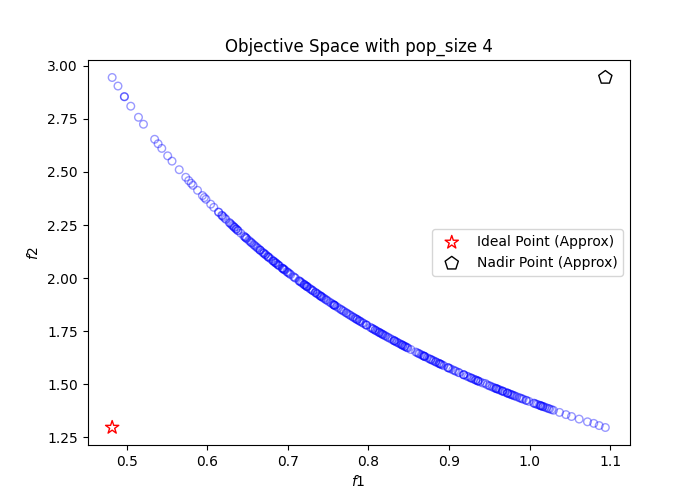 Objective Space with pop_size 4
3.00
2.75
2.50
2.25
2.00
1.75
1.50
1.25
f2
Ideal Point (Approx)
Nadir Point (Approx)
0.5 0.6 0.7 0.8 0.9 1.0 1.1
f1